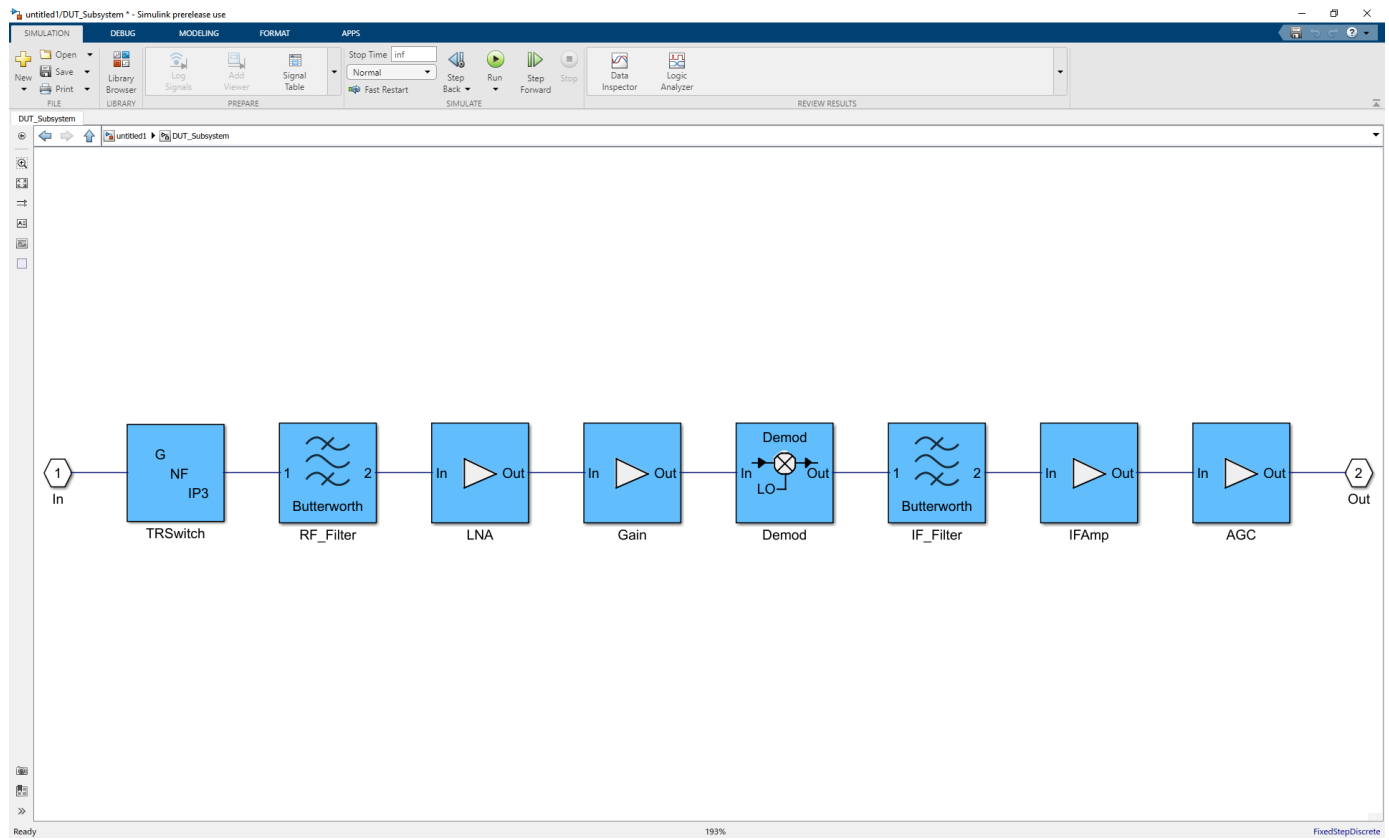 untitled1/DUT_Subsystem * - Simulink prerelease use
SIMULATION DEBUG MODELING FORMAT APPS
New
Open
Save
Print
FILE
Library
Browser
LIBRARY
Log
Signals
Add
Viewer
Signal
Table
PREPARE
Stop Time inf
Normal
Fast Restart
Step
Back
Run
Step
Forward
Stop
SIMULATE
Data
Inspector
Logic
Analyzer
REVIEW RESULTS
DUT_Subsystem
untitled1 DUT_Subsystem
1
In
G
NF
IP3
TRSwitch
1 2
Butterworth
RF_Filter
In Out
LNA
In Out
Gain
Demod
In Out
LO
Demod
1 2
Butterworth
IF_Filter
In Out
IFAmp
In Out
AGC
2
Out
Ready 193% FixedStepDiscrete